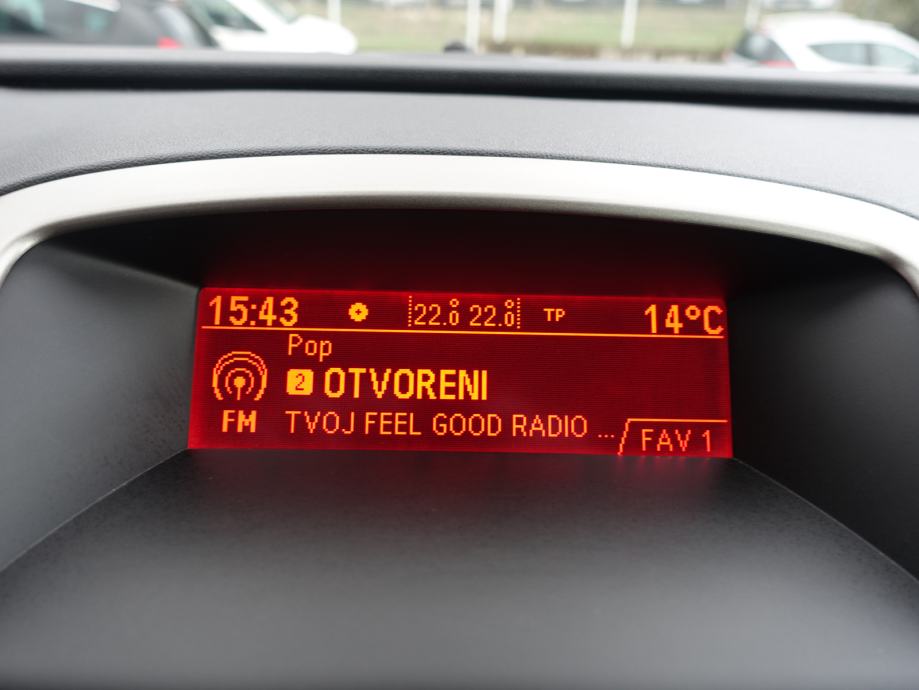 15:43 22.0° 22.0° TP 14°C
Pop
2 OTVORENI
FM TVOJ FEEL GOOD RADIO ... FAV 1